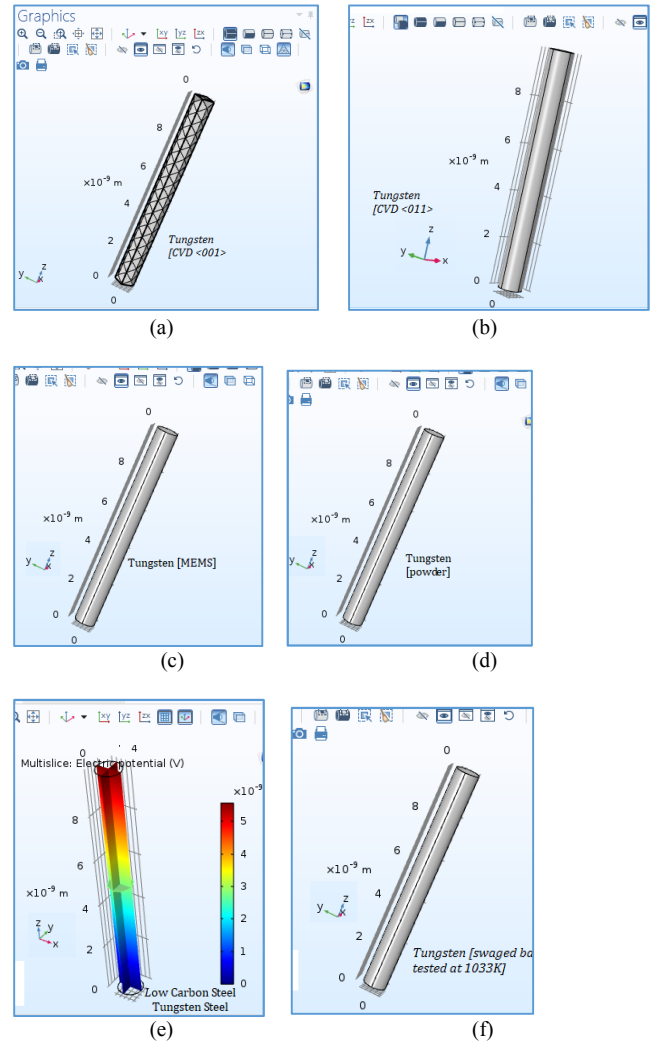 Graphics
0
8
6
×10⁻⁹ m
4
2
0
0
Tungsten
[CVD <001>
z
y
x
(a)
8
6
×10⁻⁹ m
4
2
0
0
Tungsten
[CVD <011>
z
y
x
(b)
0
8
6
×10⁻⁹ m
4
2
0
0
Tungsten [MEMS]
z
y
x
(c)
0
8
6
×10⁻⁹ m
4
2
0
0
Tungsten
[powder]
z
y
x
(d)
0 4
Multislice: Electric potential (V)
×10⁻⁹
8
6
×10⁻⁹ m
4
2
0
5
4
3
2
1
0
z
y
x
Low Carbon Steel
Tungsten Steel
(e)
0
8
6
×10⁻⁹ m
4
2
0
0
z
y
x
Tungsten [swaged ba
tested at 1033K]
(f)